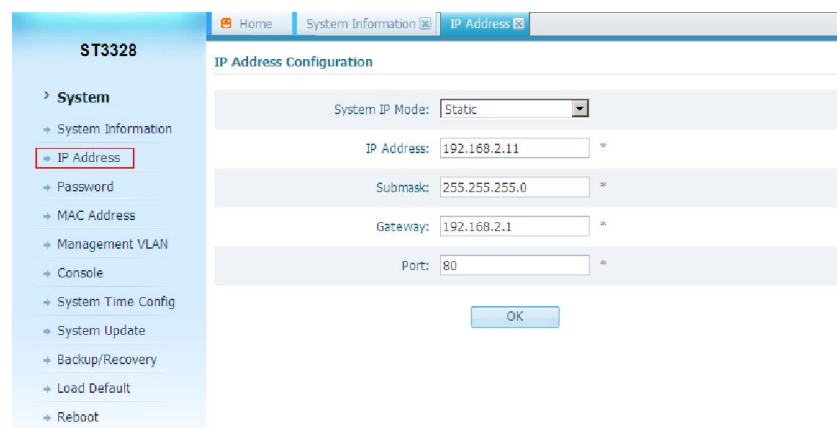 Home
System Information
IP Address
ST3328
IP Address Configuration
System
System Information
IP Address
Password
MAC Address
Management VLAN
Console
System Time Config
System Update
Backup/Recovery
Load Default
Reboot
System IP Mode: Static
IP Address: 192.168.2.11 *
Submask: 255.255.255.0 *
Gateway: 192.168.2.1 *
Port: 80 *
OK